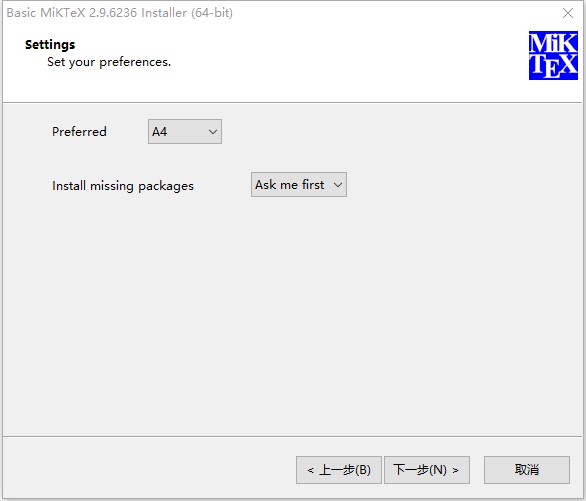 Basic MiKTeX 2.9.6236 Installer (64-bit)
Settings
Set your preferences.
MiK
TEX
Preferred
A4
Install missing packages
Ask me first
< 上一步(B)
下一步(N) >
取消